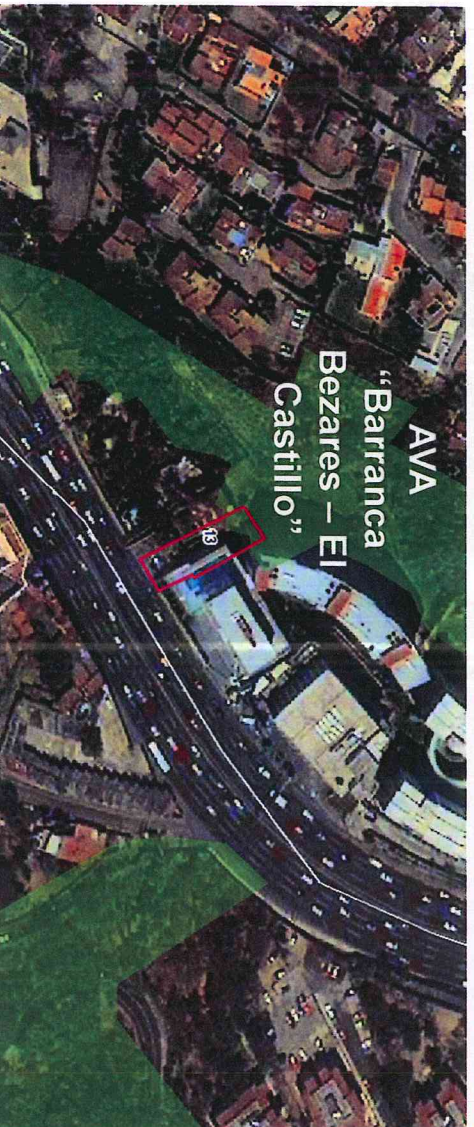 AVA
“Barranca
Bezares – El
Castillo”
13